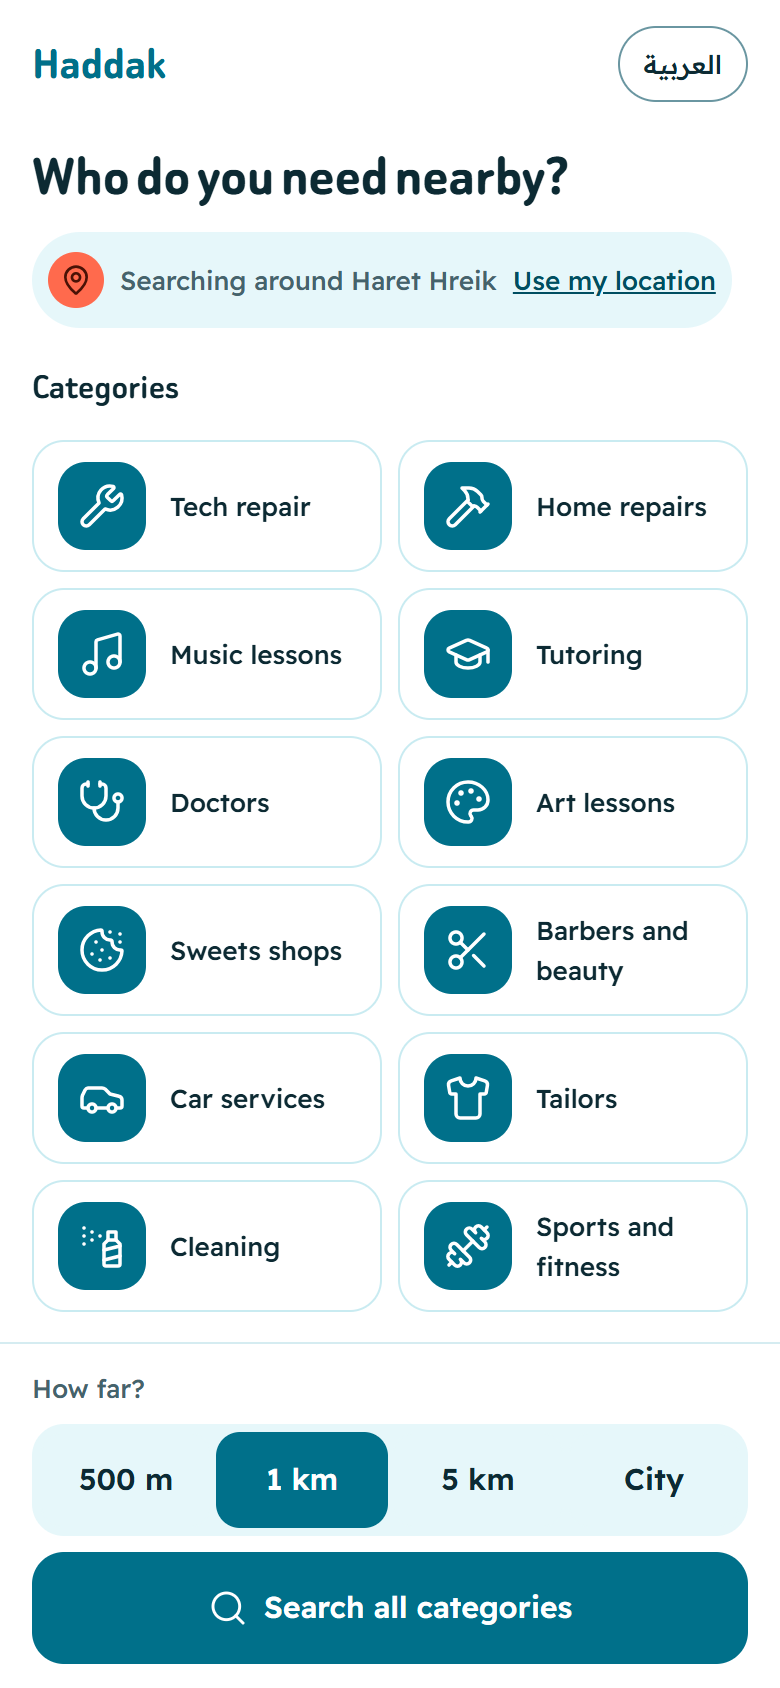 Haddak
العربية
Who do you need nearby?
Searching around Haret Hreik Use my location
Categories
Tech repair
Home repairs
Music lessons
Tutoring
Doctors
Art lessons
Sweets shops
Barbers and
beauty
Car services
Tailors
Cleaning
Sports and
fitness
How far?
500 m 1 km 5 km City
Search all categories